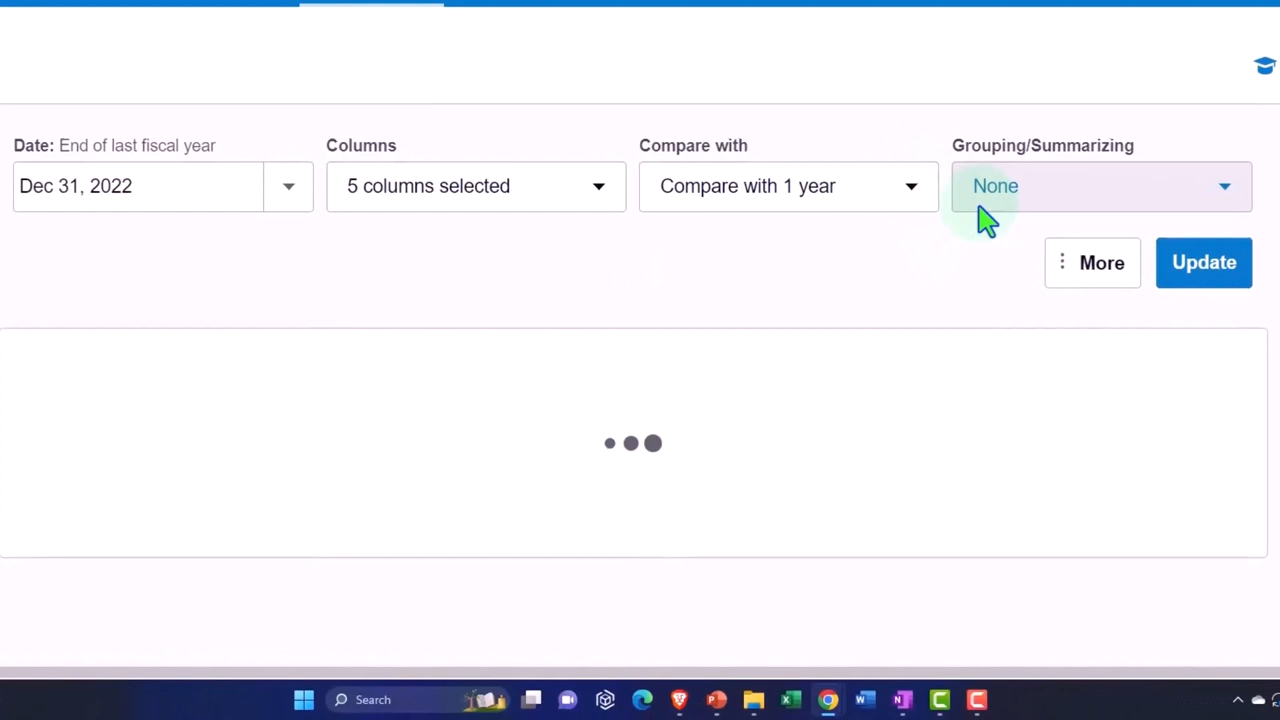 Date: End of last fiscal year
Columns
Compare with
Grouping/Summarizing
Dec 31, 2022
5 columns selected
Compare with 1 year
None
More
Update
Search